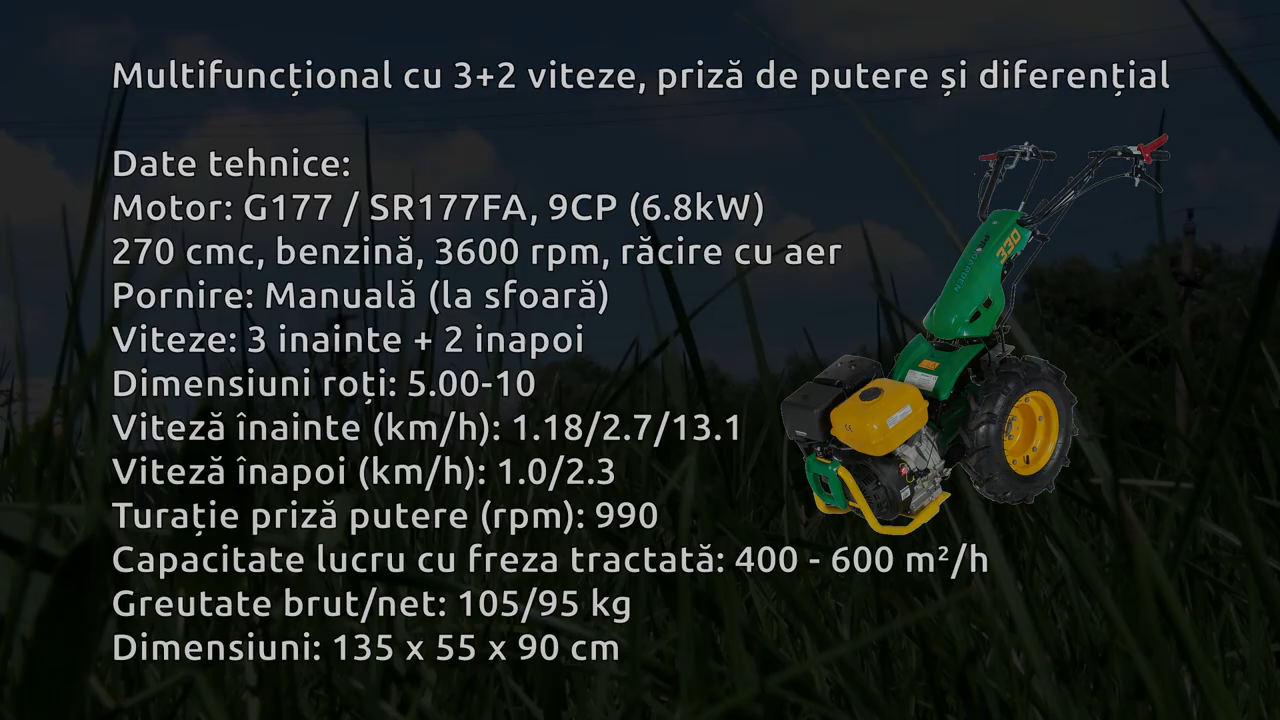 Multifuncțional cu 3+2 viteze, priză de putere și diferențial
Date tehnice:
Motor: G177 / SR177FA, 9CP (6.8kW)
270 cmc, benzină, 3600 rpm, răcire cu aer
Pornire: Manuală (la sfoară)
Viteze: 3 inainte + 2 inapoi
Dimensiuni roți: 5.00-10
Viteză înainte (km/h): 1.18/2.7/13.1
Viteză înapoi (km/h): 1.0/2.3
Turație priză putere (rpm): 990
Capacitate lucru cu freza tractată: 400 - 600 m²/h
Greutate brut/net: 105/95 kg
Dimensiuni: 135 x 55 x 90 cm
330